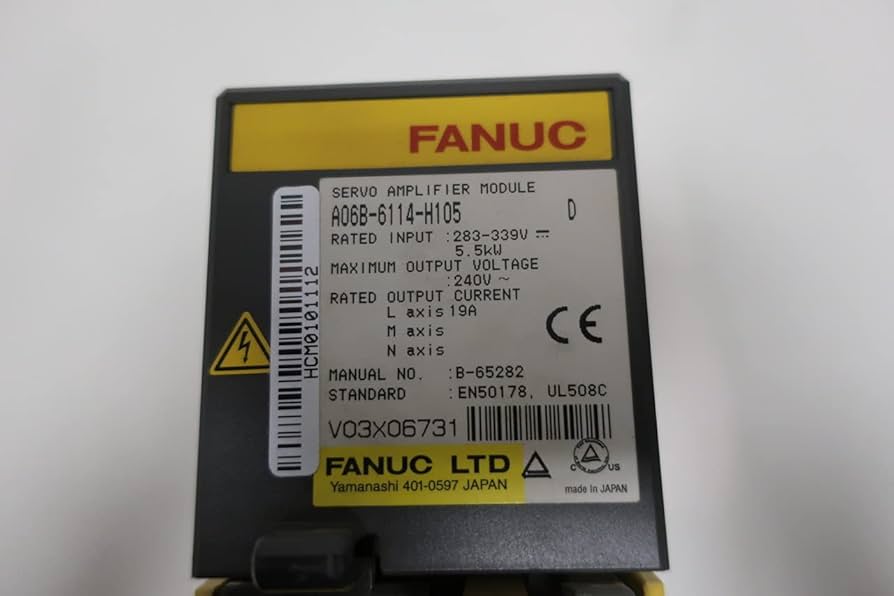 FANUC
SERVO AMPLIFIER MODULE
A06B-6114-H105 D
RATED INPUT :283-339V ⎓
5.5kW
MAXIMUM OUTPUT VOLTAGE
:240V ~
RATED OUTPUT CURRENT
L axis 19A
M axis
N axis
CE
MANUAL NO. :B-65282
STANDARD :EN50178, UL508C
V03X06731
FANUC LTD
Yamanashi 401-0597 JAPAN
C US
made in JAPAN
HCM0101112